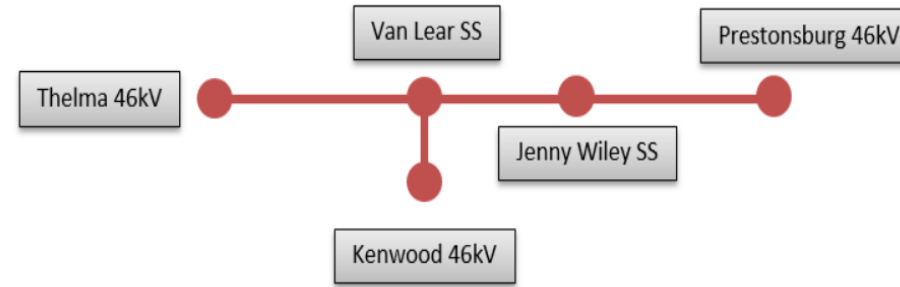 Van Lear SS
Prestonsburg 46kV
Thelma 46kV
Jenny Wiley SS
Kenwood 46kV